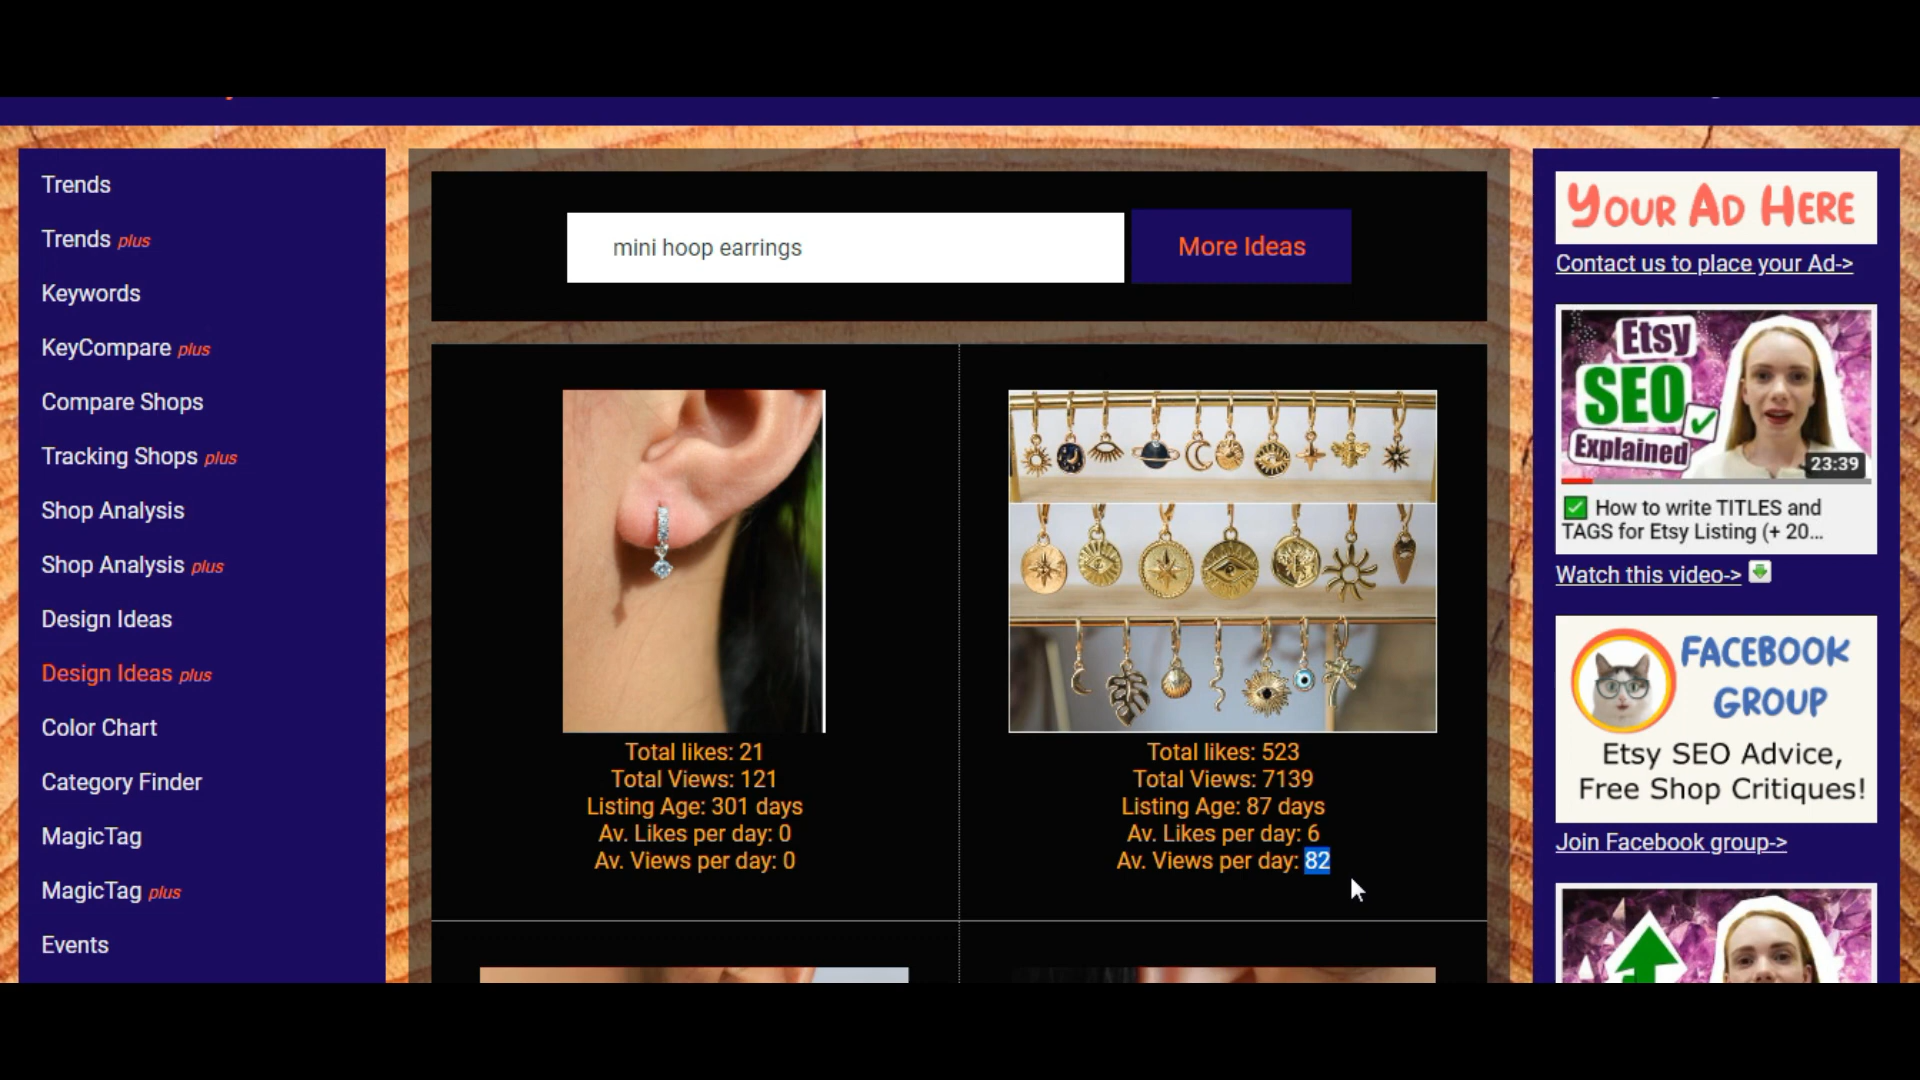 Trends
Trends plus
Keywords
KeyCompare plus
Compare Shops
Tracking Shops plus
Shop Analysis
Shop Analysis plus
Design Ideas
Design Ideas plus
Color Chart
Category Finder
MagicTag
MagicTag plus
Events
mini hoop earrings
More Ideas
Total likes: 21
Total Views: 121
Listing Age: 301 days
Av. Likes per day: 0
Av. Views per day: 0
Total likes: 523
Total Views: 7139
Listing Age: 87 days
Av. Likes per day: 6
Av. Views per day: 82
YOUR AD HERE
Contact us to place your Ad->
Etsy
SEO
Explained
23:39
✅ How to write TITLES and
TAGS for Etsy Listing (+ 20...
Watch this video->
FACEBOOK
GROUP
Etsy SEO Advice,
Free Shop Critiques!
Join Facebook group->